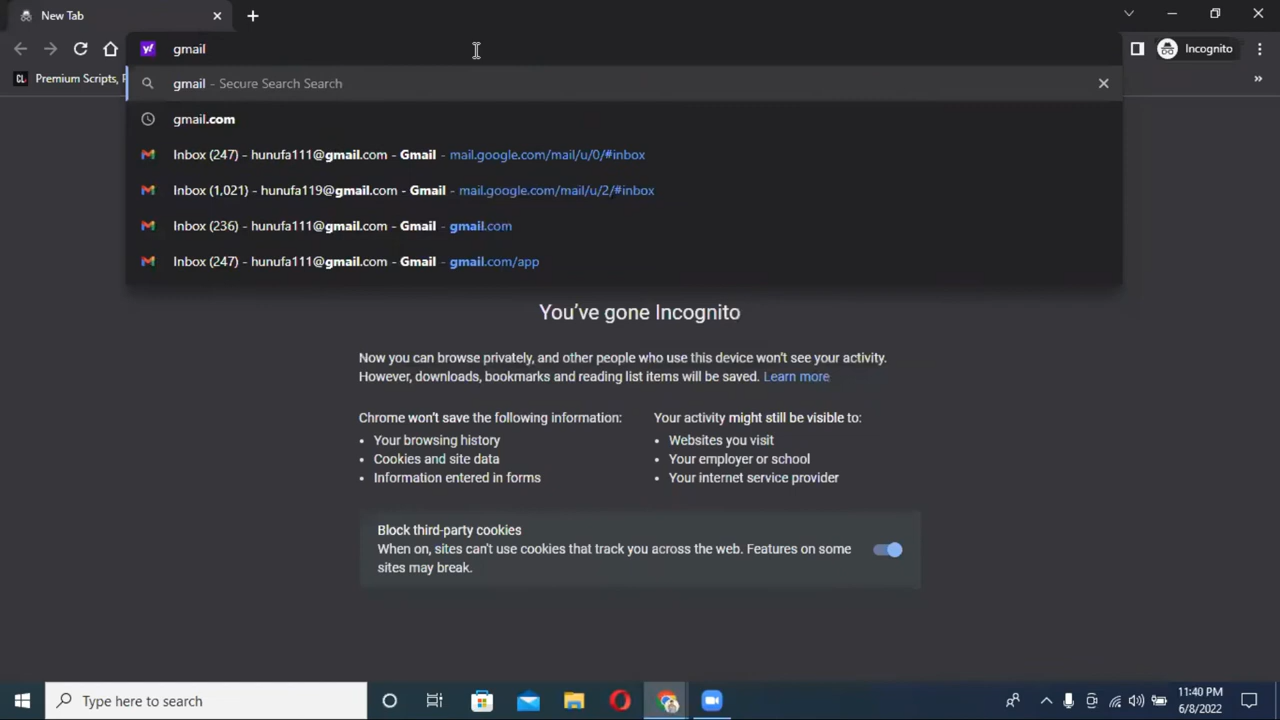 New Tab
gmail
Incognito
Premium Scripts,
gmail - Secure Search Search
gmail.com
Inbox (247) - hunufa111@gmail.com - Gmail - mail.google.com/mail/u/0/#inbox
Inbox (1,021) - hunufa119@gmail.com - Gmail - mail.google.com/mail/u/2/#inbox
Inbox (236) - hunufa111@gmail.com - Gmail - gmail.com
Inbox (247) - hunufa111@gmail.com - Gmail - gmail.com/app
You've gone Incognito
Now you can browse privately, and other people who use this device won't see your activity.
However, downloads, bookmarks and reading list items will be saved. Learn more
Chrome won't save the following information:
• Your browsing history
• Cookies and site data
• Information entered in forms
Your activity might still be visible to:
• Websites you visit
• Your employer or school
• Your internet service provider
Block third-party cookies
When on, sites can't use cookies that track you across the web. Features on some
sites may break.
Type here to search
11:40 PM
6/8/2022